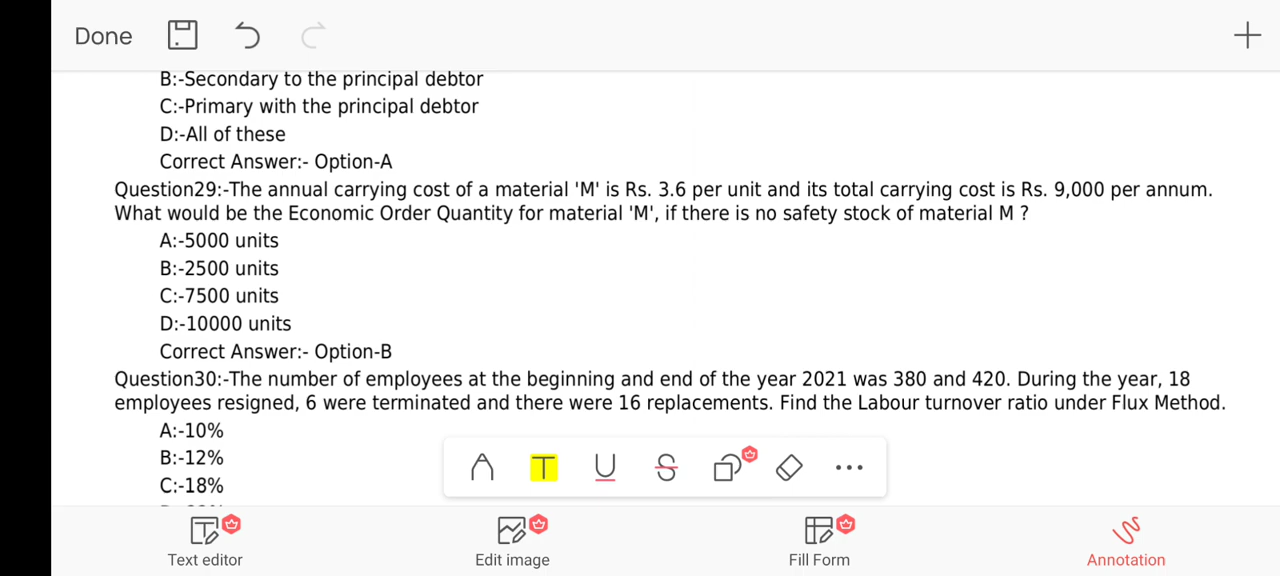 Done
B:-Secondary to the principal debtor
C:-Primary with the principal debtor
D:-All of these
Correct Answer:- Option-A
Question29:-The annual carrying cost of a material 'M' is Rs. 3.6 per unit and its total carrying cost is Rs. 9,000 per annum.
What would be the Economic Order Quantity for material 'M', if there is no safety stock of material M ?
A:-5000 units
B:-2500 units
C:-7500 units
D:-10000 units
Correct Answer:- Option-B
Question30:-The number of employees at the beginning and end of the year 2021 was 380 and 420. During the year, 18
employees resigned, 6 were terminated and there were 16 replacements. Find the Labour turnover ratio under Flux Method.
A:-10%
B:-12%
C:-18%
Text editor
Edit image
Fill Form
Annotation